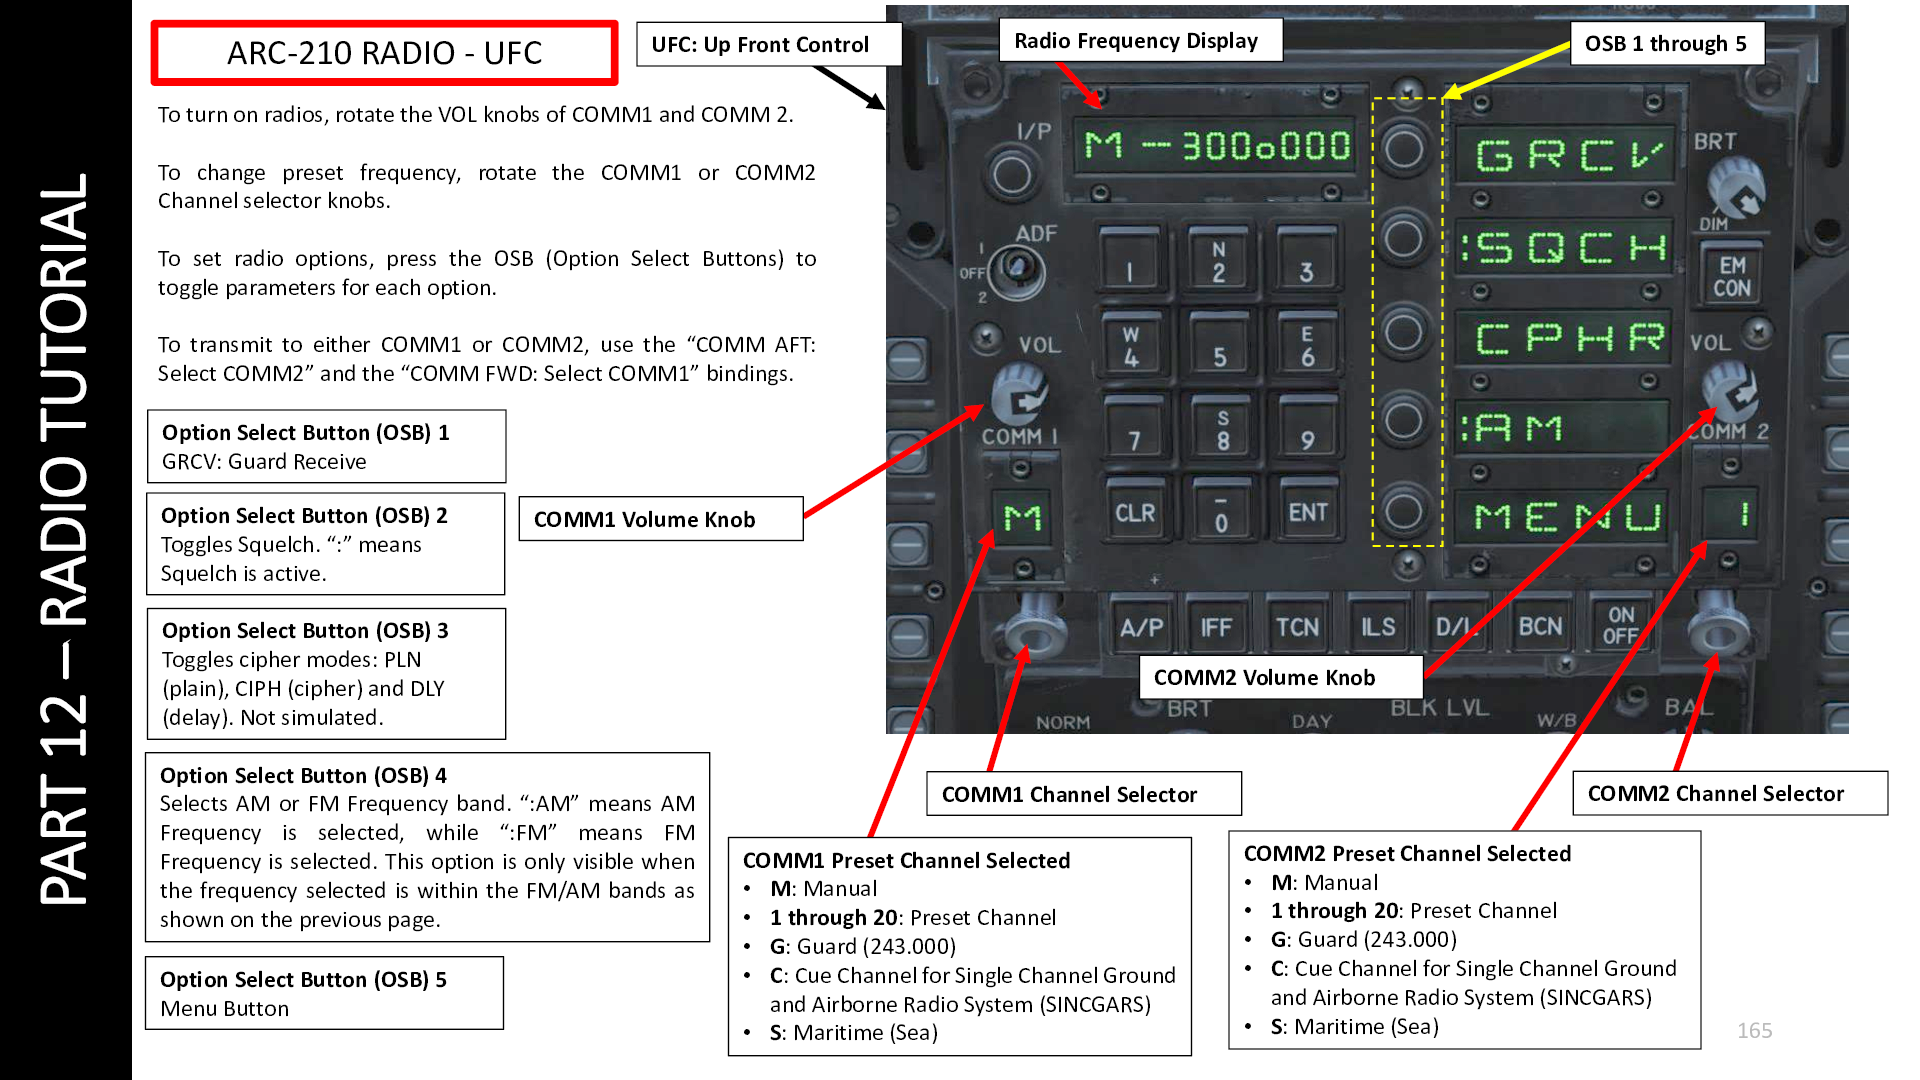 PART 12 – RADIO TUTORIAL
ARC-210 RADIO - UFC
To turn on radios, rotate the VOL knobs of COMM1 and COMM 2.
To change preset frequency, rotate the COMM1 or COMM2
Channel selector knobs.
To set radio options, press the OSB (Option Select Buttons) to
toggle parameters for each option.
To transmit to either COMM1 or COMM2, use the “COMM AFT:
Select COMM2” and the “COMM FWD: Select COMM1” bindings.
Option Select Button (OSB) 1
GRCV: Guard Receive
Option Select Button (OSB) 2
Toggles Squelch. “:” means
Squelch is active.
Option Select Button (OSB) 3
Toggles cipher modes: PLN
(plain), CIPH (cipher) and DLY
(delay). Not simulated.
Option Select Button (OSB) 4
Selects AM or FM Frequency band. “:AM” means AM
Frequency is selected, while “:FM” means FM
Frequency is selected. This option is only visible when
the frequency selected is within the FM/AM bands as
shown on the previous page.
Option Select Button (OSB) 5
Menu Button
UFC: Up Front Control
Radio Frequency Display
OSB 1 through 5
I/P
M -- 300o000
GRCV
BRT
DIM
ADF
1
OFF
2
1
N
2
3
:SQCH
EM
CON
VOL
W
4
5
E
6
CPHR
VOL
COMM 1
7
S
8
9
:AM
COMM 2
COMM1 Volume Knob
M
CLR
–
0
ENT
MENU
1
A/P
IFF
TCN
ILS
D/L
BCN
ON
OFF
COMM2 Volume Knob
NORM
BRT
DAY
BLK LVL
W/B
BAL
COMM1 Channel Selector
COMM2 Channel Selector
COMM1 Preset Channel Selected
• M: Manual
• 1 through 20: Preset Channel
• G: Guard (243.000)
• C: Cue Channel for Single Channel Ground
and Airborne Radio System (SINCGARS)
• S: Maritime (Sea)
COMM2 Preset Channel Selected
• M: Manual
• 1 through 20: Preset Channel
• G: Guard (243.000)
• C: Cue Channel for Single Channel Ground
and Airborne Radio System (SINCGARS)
• S: Maritime (Sea)
165